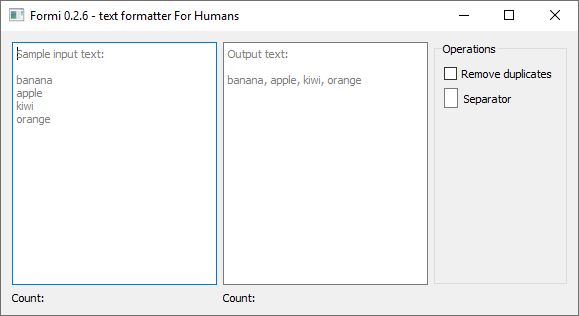 Formi 0.2.6 - text formatter For Humans
Sample input text:
banana
apple
kiwi
orange
Count:
Output text:
banana, apple, kiwi, orange
Count:
Operations
Remove duplicates
Separator